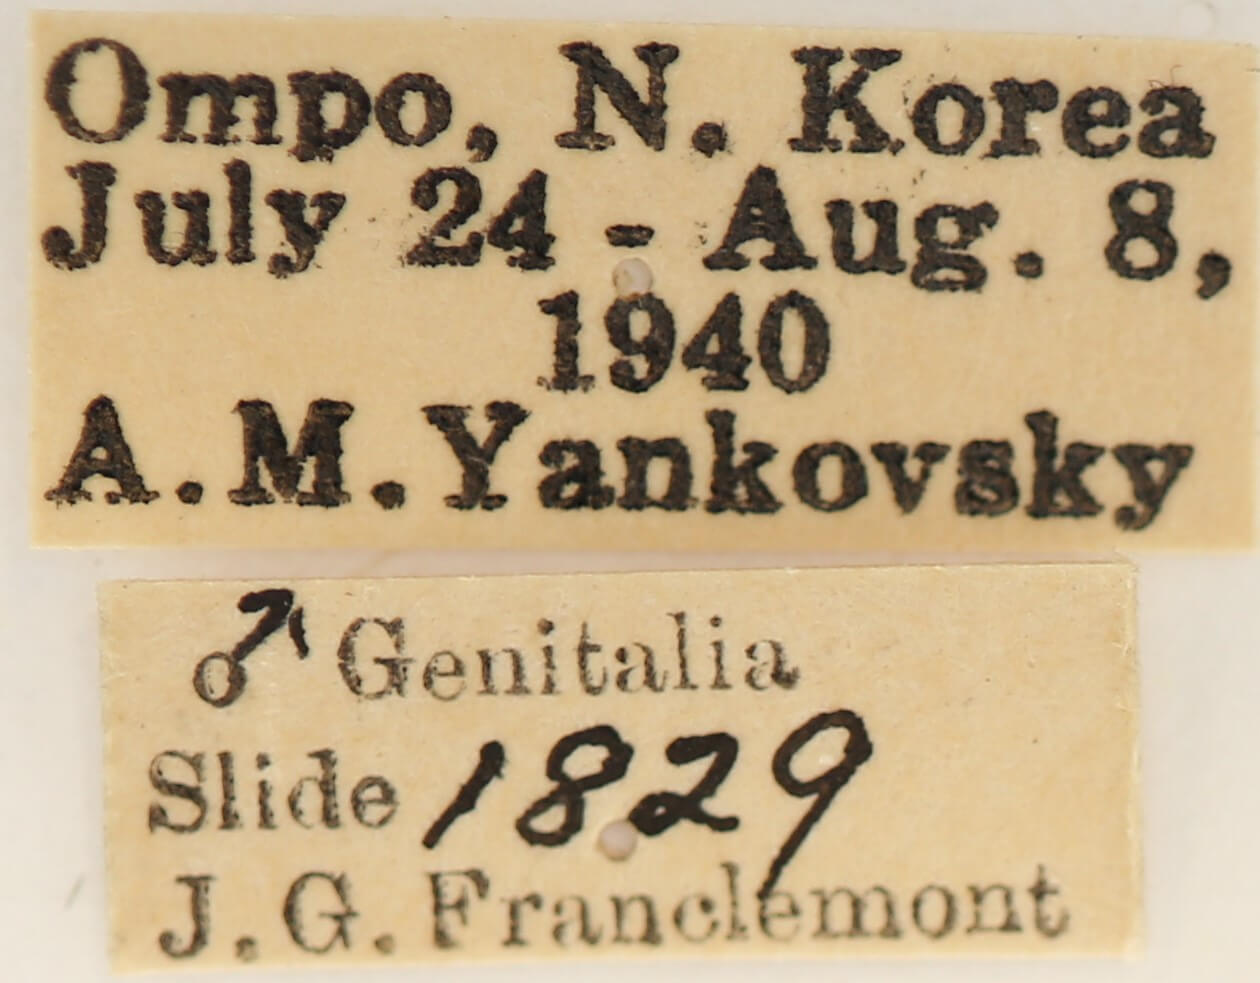 Ompo, N. Korea
July 24 - Aug. 8,
1940
A.M.Yankovsky
♂ Genitalia
Slide 1829
J.G. Franclemont